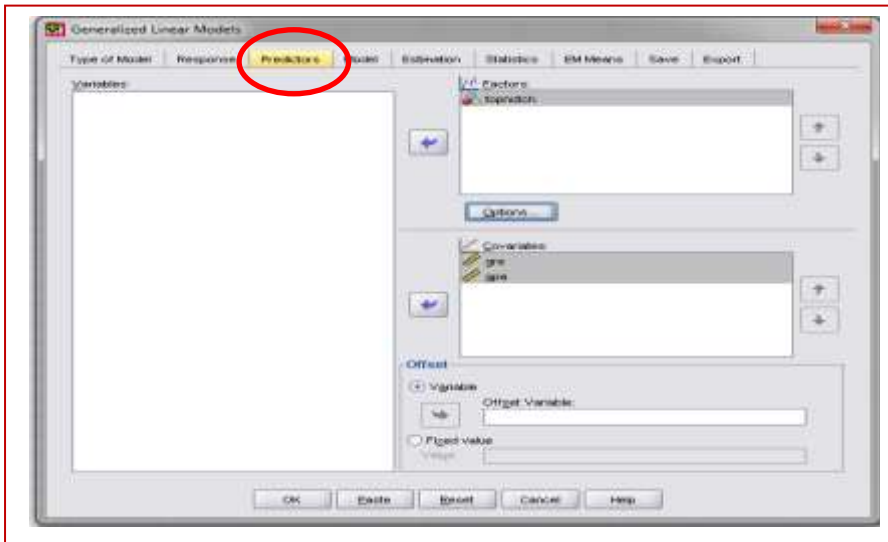 Generalized Linear Models
Type of Model Response Predictors Model Estimation Statistics EM Means Save Export
Variables:
Factors:
topnotch
Options...
Covariates:
gre
gpa
Offset
Variable
Offset Variable:
Fixed value
Value:
OK Paste Reset Cancel Help